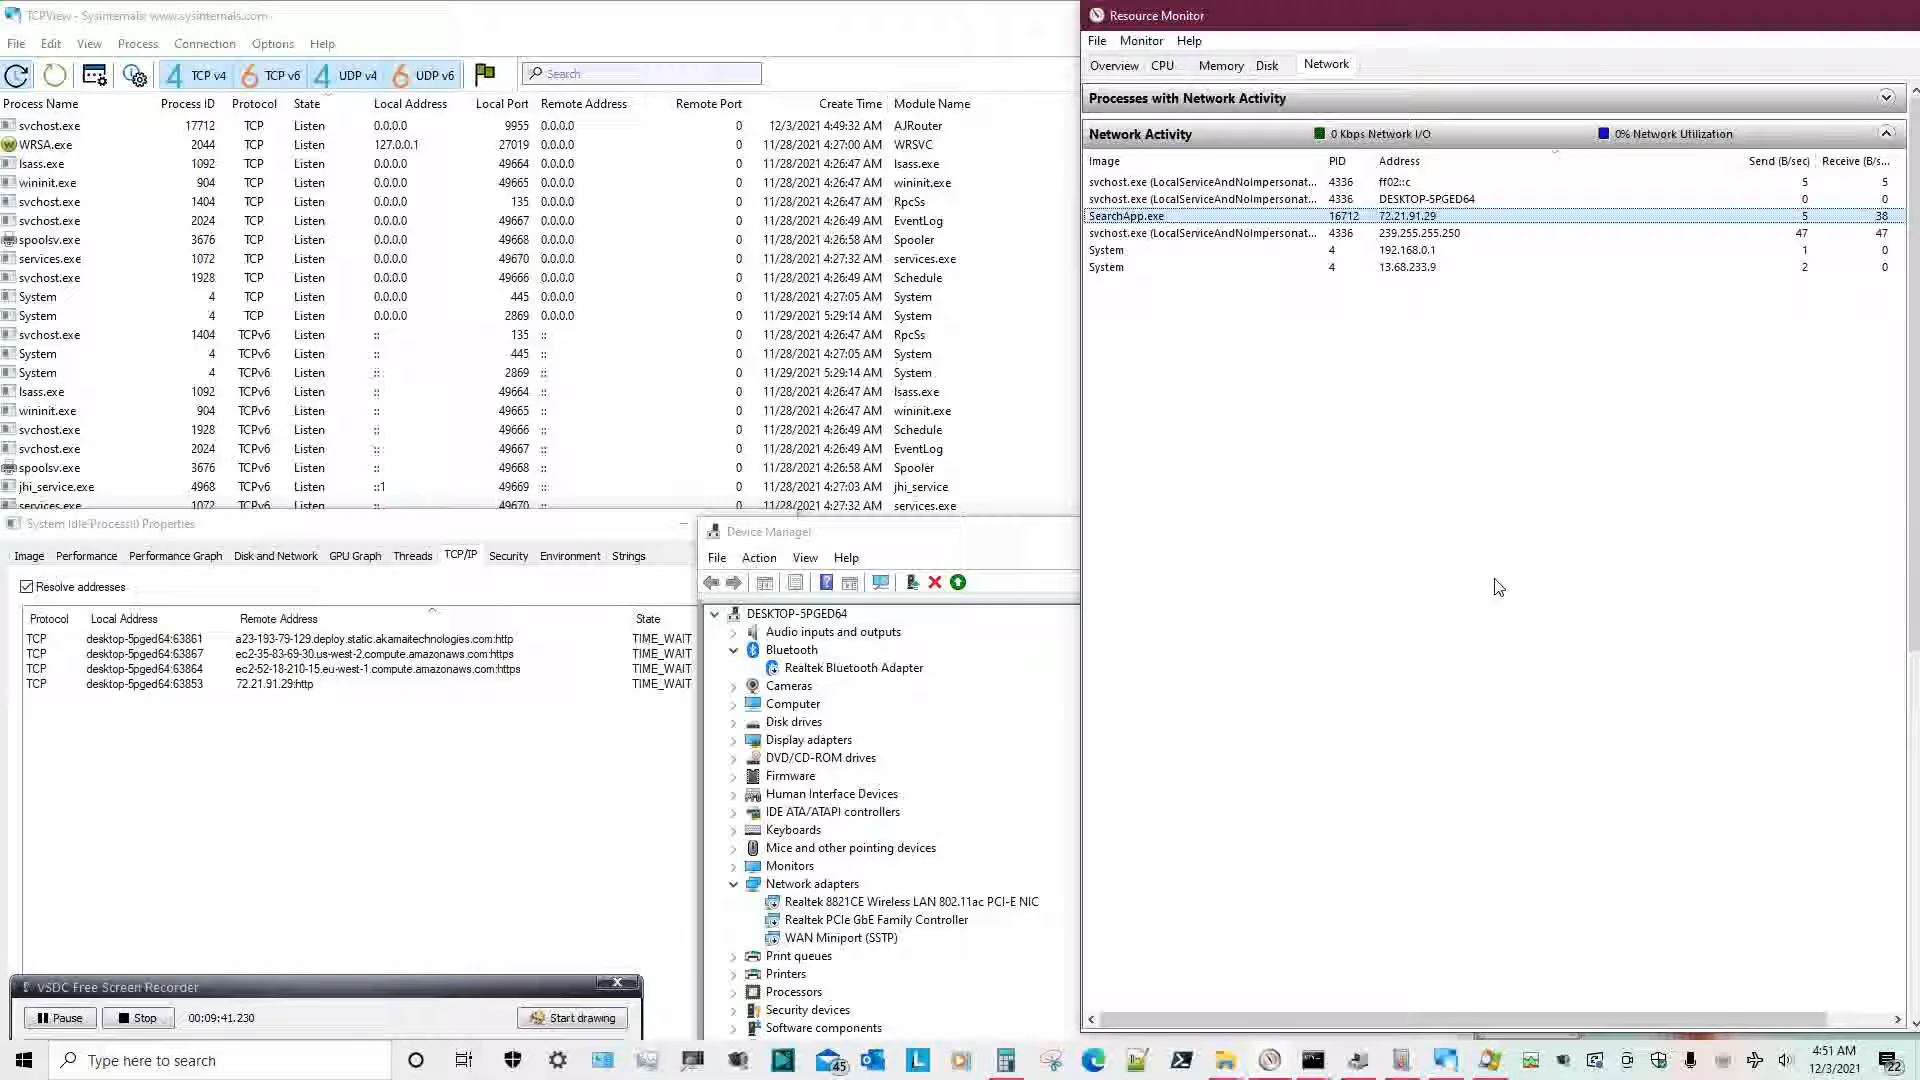 TCPView - Sysinternals: www.sysinternals.com
File Edit View Process Connection Options Help
4 TCP v4 6 TCP v6 4 UDP v4 6 UDP v6 Search
Process Name Process ID Protocol State Local Address Local Port Remote Address Remote Port Create Time Module Name
svchost.exe 17712 TCP Listen 0.0.0.0 9955 0.0.0.0 0 12/3/2021 4:49:32 AM AJRouter
WRSA.exe 2044 TCP Listen 127.0.0.1 27019 0.0.0.0 0 11/28/2021 4:27:00 AM WRSVC
lsass.exe 1092 TCP Listen 0.0.0.0 49664 0.0.0.0 0 11/28/2021 4:26:47 AM lsass.exe
wininit.exe 904 TCP Listen 0.0.0.0 49665 0.0.0.0 0 11/28/2021 4:26:47 AM wininit.exe
svchost.exe 1404 TCP Listen 0.0.0.0 135 0.0.0.0 0 11/28/2021 4:26:47 AM RpcSs
svchost.exe 2024 TCP Listen 0.0.0.0 49667 0.0.0.0 0 11/28/2021 4:26:49 AM EventLog
spoolsv.exe 3676 TCP Listen 0.0.0.0 49668 0.0.0.0 0 11/28/2021 4:26:58 AM Spooler
services.exe 1072 TCP Listen 0.0.0.0 49670 0.0.0.0 0 11/28/2021 4:27:32 AM services.exe
svchost.exe 1928 TCP Listen 0.0.0.0 49666 0.0.0.0 0 11/28/2021 4:26:49 AM Schedule
System 4 TCP Listen 0.0.0.0 445 0.0.0.0 0 11/28/2021 4:27:05 AM System
System 4 TCP Listen 0.0.0.0 2869 0.0.0.0 0 11/29/2021 5:29:14 AM System
svchost.exe 1404 TCPv6 Listen :: 135 :: 0 11/28/2021 4:26:47 AM RpcSs
System 4 TCPv6 Listen :: 445 :: 0 11/28/2021 4:27:05 AM System
System 4 TCPv6 Listen :: 2869 :: 0 11/29/2021 5:29:14 AM System
lsass.exe 1092 TCPv6 Listen :: 49664 :: 0 11/28/2021 4:26:47 AM lsass.exe
wininit.exe 904 TCPv6 Listen :: 49665 :: 0 11/28/2021 4:26:47 AM wininit.exe
svchost.exe 1928 TCPv6 Listen :: 49666 :: 0 11/28/2021 4:26:49 AM Schedule
svchost.exe 2024 TCPv6 Listen :: 49667 :: 0 11/28/2021 4:26:49 AM EventLog
spoolsv.exe 3676 TCPv6 Listen :: 49668 :: 0 11/28/2021 4:26:58 AM Spooler
jhi_service.exe 4968 TCPv6 Listen ::1 49669 :: 0 11/28/2021 4:27:03 AM jhi_service
services.exe 1072 TCPv6 Listen :: 49670 :: 0 11/28/2021 4:27:32 AM services.exe
Resource Monitor
File Monitor Help
Overview CPU Memory Disk Network
Processes with Network Activity
Network Activity 0 Kbps Network I/O 0% Network Utilization
Image PID Address Send (B/sec) Receive (B/s...
svchost.exe (LocalServiceAndNoImpersonat... 4336 ff02::c 5 5
svchost.exe (LocalServiceAndNoImpersonat... 4336 DESKTOP-5PGED64 0 0
SearchApp.exe 16712 72.21.91.29 5 38
svchost.exe (LocalServiceAndNoImpersonat... 4336 239.255.255.250 47 47
System 4 192.168.0.1 1 0
System 4 13.68.233.9 2 0
System Idle Process:0 Properties
Image Performance Performance Graph Disk and Network GPU Graph Threads TCP/IP Security Environment Strings
Resolve addresses
Protocol Local Address Remote Address State
TCP desktop-5pged64:63861 a23-193-79-129.deploy.static.akamaitechnologies.com:http TIME_WAIT
TCP desktop-5pged64:63867 ec2-35-83-69-30.us-west-2.compute.amazonaws.com:https TIME_WAIT
TCP desktop-5pged64:63864 ec2-52-18-210-15.eu-west-1.compute.amazonaws.com:https TIME_WAIT
TCP desktop-5pged64:63853 72.21.91.29:http TIME_WAIT
Device Manager
File Action View Help
DESKTOP-5PGED64
Audio inputs and outputs
Bluetooth
Realtek Bluetooth Adapter
Cameras
Computer
Disk drives
Display adapters
DVD/CD-ROM drives
Firmware
Human Interface Devices
IDE ATA/ATAPI controllers
Keyboards
Mice and other pointing devices
Monitors
Network adapters
Realtek 8821CE Wireless LAN 802.11ac PCI-E NIC
Realtek PCIe GbE Family Controller
WAN Miniport (SSTP)
Print queues
Printers
Processors
Security devices
Software components
VSDC Free Screen Recorder X
Pause Stop 00:09:41.230 Start drawing
Type here to search 45 L 4:51 AM
12/3/2021 22